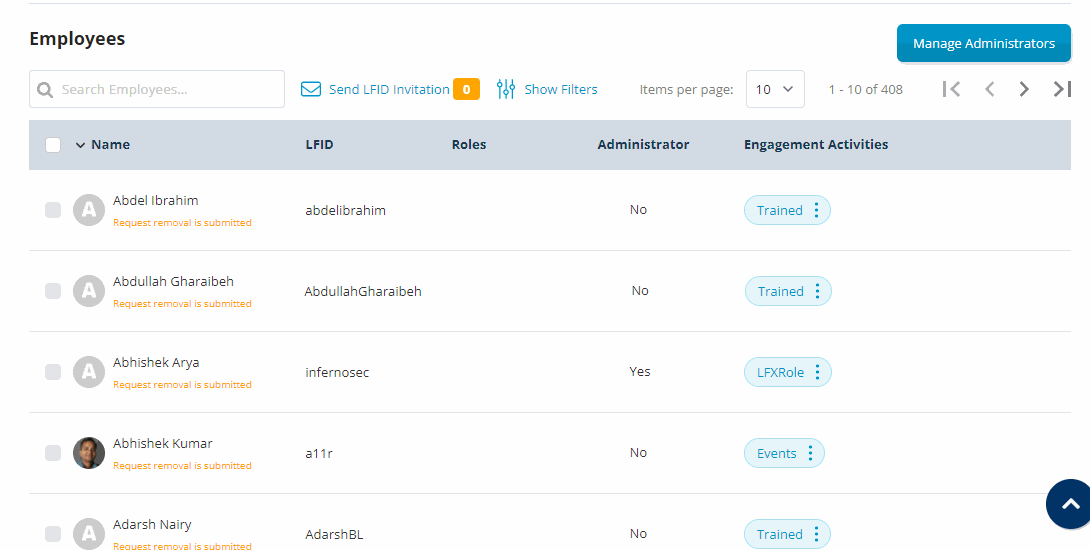 Employees
Manage Administrators
Search Employees...
Send LFID Invitation 0
Show Filters
Items per page: 10
1 - 10 of 408
Name LFID Roles Administrator Engagement Activities
A
Abdel Ibrahim
Request removal is submitted
abdelibrahim
No
Trained
A
Abdullah Gharaibeh
Request removal is submitted
AbdullahGharaibeh
No
Trained
A
Abhishek Arya
Request removal is submitted
infernosec
Yes
LFXRole
Abhishek Kumar
Request removal is submitted
a11r
No
Events
A
Adarsh Nairy
Request removal is submitted
AdarshBL
No
Trained